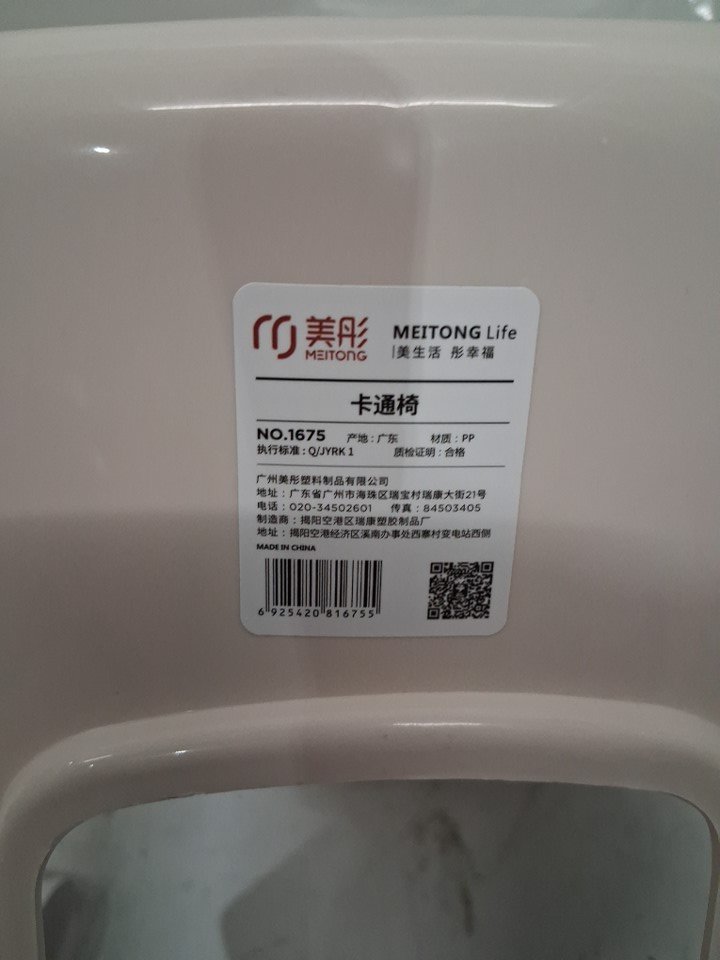 美彤
MEITONG
MEITONG Life
美生活 彤幸福
卡通椅
NO.1675 产地：广东 材质：PP
执行标准：Q/JYRK 1 质检证明：合格
广州美彤塑料制品有限公司
地址：广东省广州市海珠区瑞宝村瑞康大街21号
电话：020-34502601 传真：84503405
制造商：揭阳空港区瑞康塑胶制品厂
地址：揭阳空港经济区溪南办事处西寨村变电站西侧
MADE IN CHINA
6 925420 816755